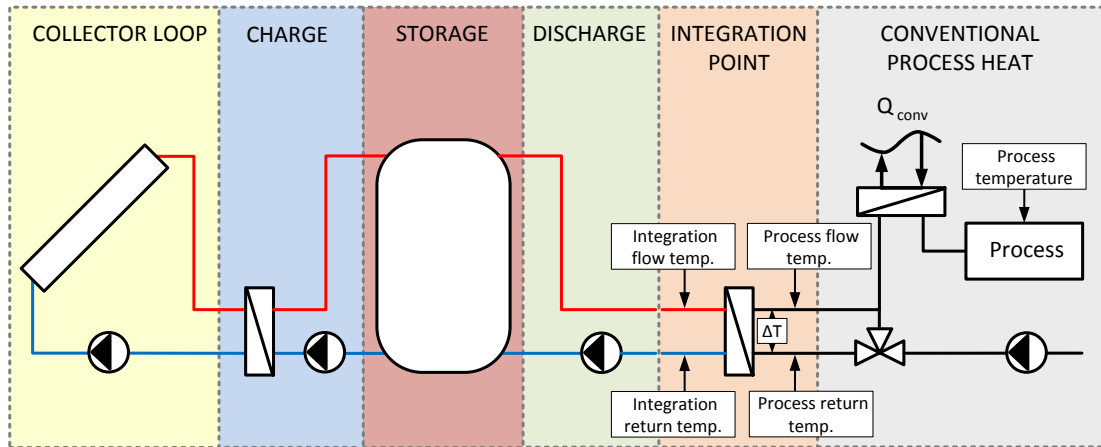 COLLECTOR LOOP
CHARGE
STORAGE
DISCHARGE
INTEGRATION
POINT
CONVENTIONAL
PROCESS HEAT
Q conv
Process
temperature
Process
Integration
flow temp.
Process flow
temp.
ΔT
Integration
return temp.
Process return
temp.